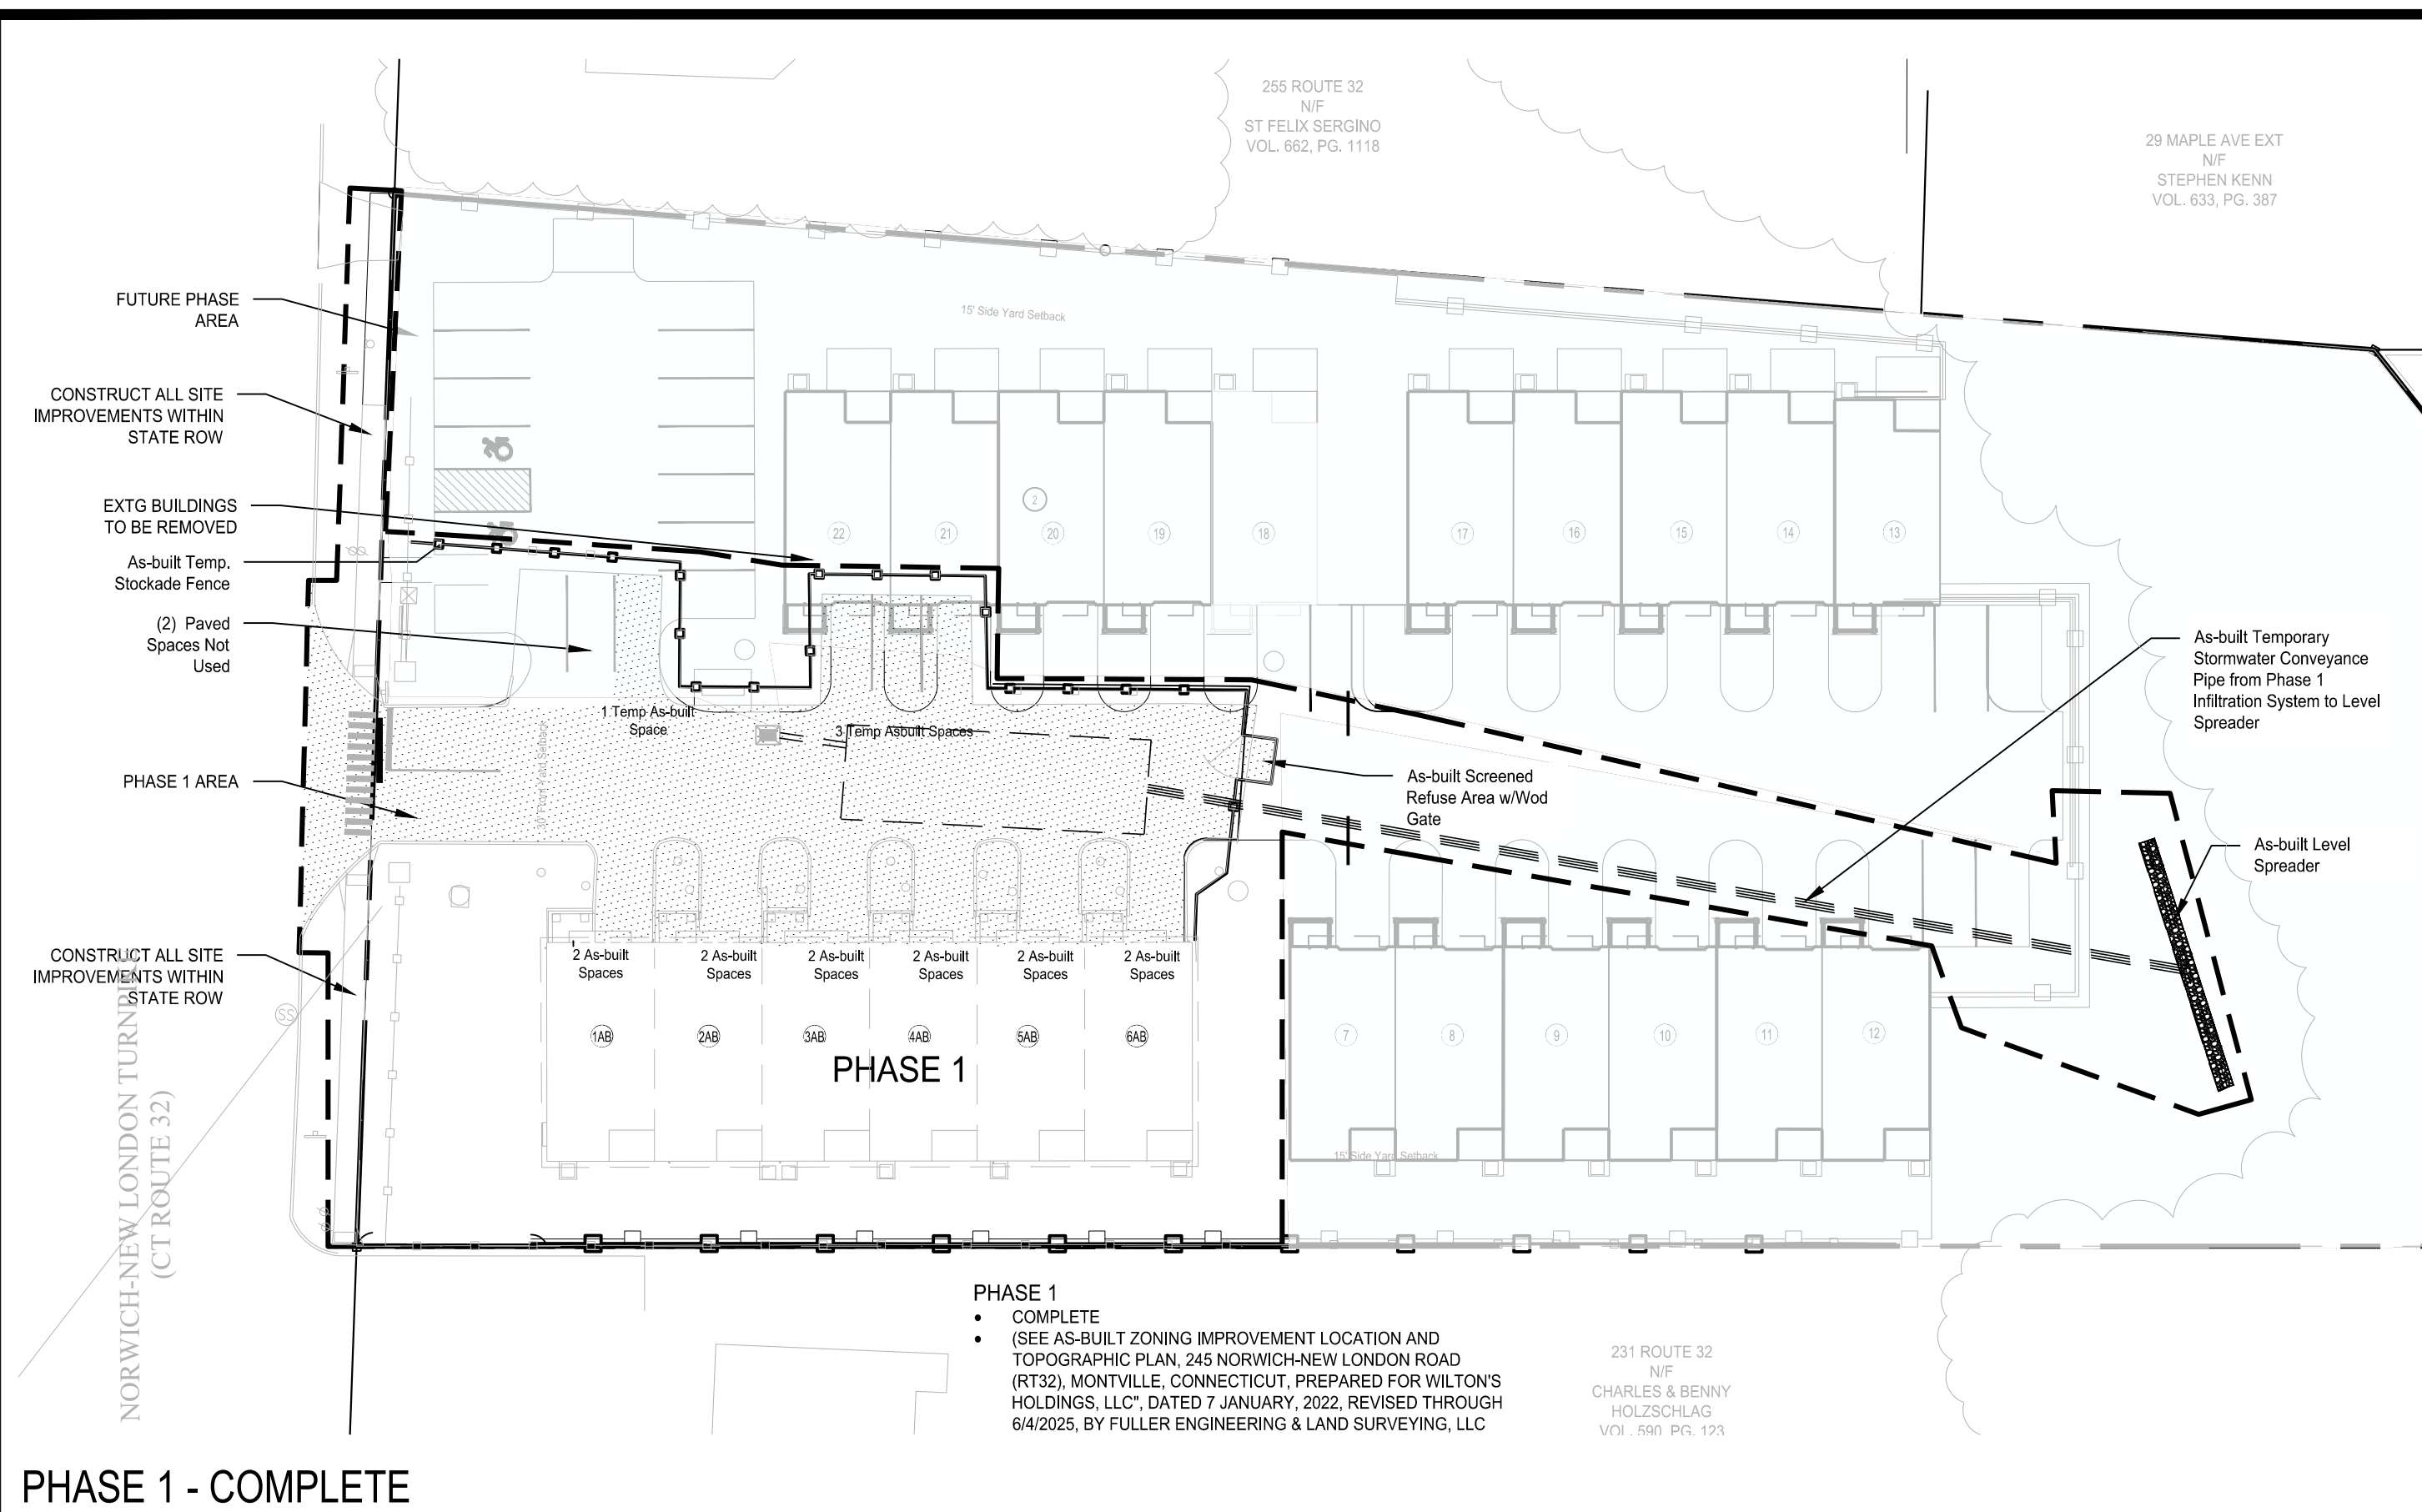 255 ROUTE 32
N/F
ST FELIX SERGINO
VOL. 662, PG. 1118
29 MAPLE AVE EXT
N/F
STEPHEN KENN
VOL. 633, PG. 387
FUTURE PHASE
AREA
15' Side Yard Setback
CONSTRUCT ALL SITE
IMPROVEMENTS WITHIN
STATE ROW
EXTG BUILDINGS
TO BE REMOVED
2
22
21
20
19
18
17
16
15
14
13
As-built Temp.
Stockade Fence
(2) Paved
Spaces Not
Used
As-built Temporary
Stormwater Conveyance
Pipe from Phase 1
Infiltration System to Level
Spreader
1 Temp As-built
Space
3 Temp Asbuilt Spaces
30' Front Yard Setback
PHASE 1 AREA
As-built Screened
Refuse Area w/Wod
Gate
As-built Level
Spreader
CONSTRUCT ALL SITE
IMPROVEMENTS WITHIN
STATE ROW
2 As-built
Spaces
2 As-built
Spaces
2 As-built
Spaces
2 As-built
Spaces
2 As-built
Spaces
2 As-built
Spaces
SS
1AB
2AB
3AB
4AB
5AB
6AB
7
8
9
10
11
12
PHASE 1
15' Side Yard Setback
NORWICH-NEW LONDON TURNPIKE
(CT ROUTE 32)
PHASE 1
• COMPLETE
• (SEE AS-BUILT ZONING IMPROVEMENT LOCATION AND
TOPOGRAPHIC PLAN, 245 NORWICH-NEW LONDON ROAD
(RT32), MONTVILLE, CONNECTICUT, PREPARED FOR WILTON'S
HOLDINGS, LLC", DATED 7 JANUARY, 2022, REVISED THROUGH
6/4/2025, BY FULLER ENGINEERING & LAND SURVEYING, LLC
231 ROUTE 32
N/F
CHARLES & BENNY
HOLZSCHLAG
VOL. 590, PG. 123
PHASE 1 - COMPLETE